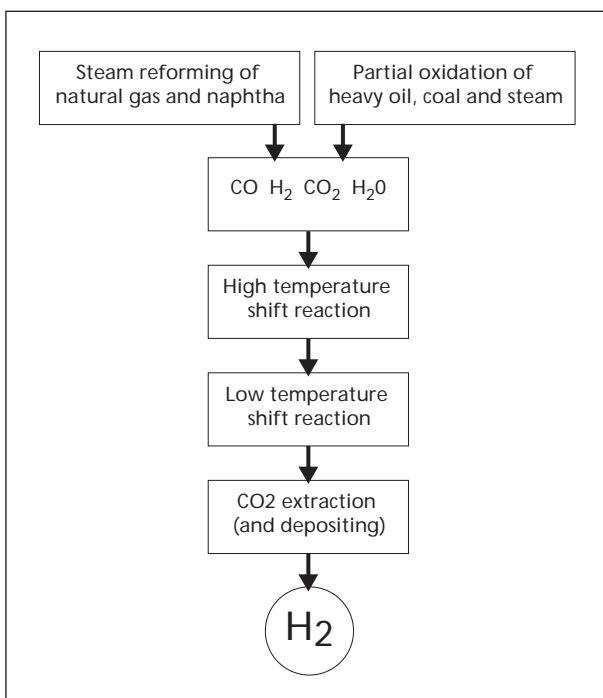 Steam reforming of
natural gas and naphtha
Partial oxidation of
heavy oil, coal and steam
CO H₂ CO₂ H₂0
High temperature
shift reaction
Low temperature
shift reaction
CO2 extraction
(and depositing)
H₂